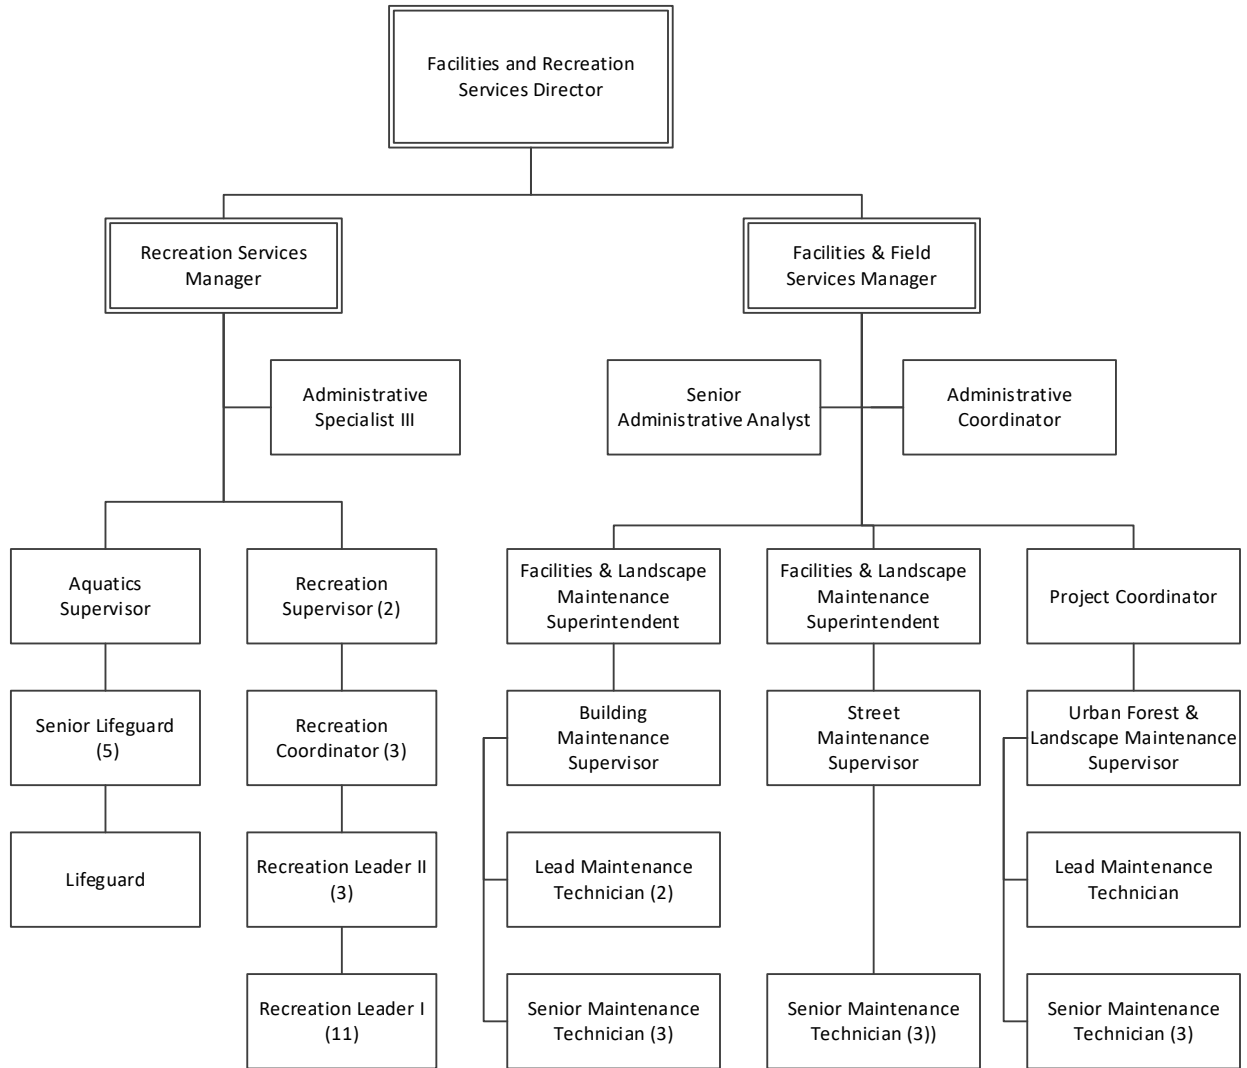 Facilities and Recreation
Services Director
Recreation Services
Manager
Facilities & Field
Services Manager
Administrative
Specialist III
Senior
Administrative Analyst
Administrative
Coordinator
Aquatics
Supervisor
Recreation
Supervisor (2)
Facilities & Landscape
Maintenance
Superintendent
Facilities & Landscape
Maintenance
Superintendent
Project Coordinator
Senior Lifeguard
(5)
Recreation
Coordinator (3)
Building
Maintenance
Supervisor
Street
Maintenance
Supervisor
Urban Forest &
Landscape Maintenance
Supervisor
Lifeguard
Recreation Leader II
(3)
Lead Maintenance
Technician (2)
Lead Maintenance
Technician
Recreation Leader I
(11)
Senior Maintenance
Technician (3)
Senior Maintenance
Technician (3))
Senior Maintenance
Technician (3)